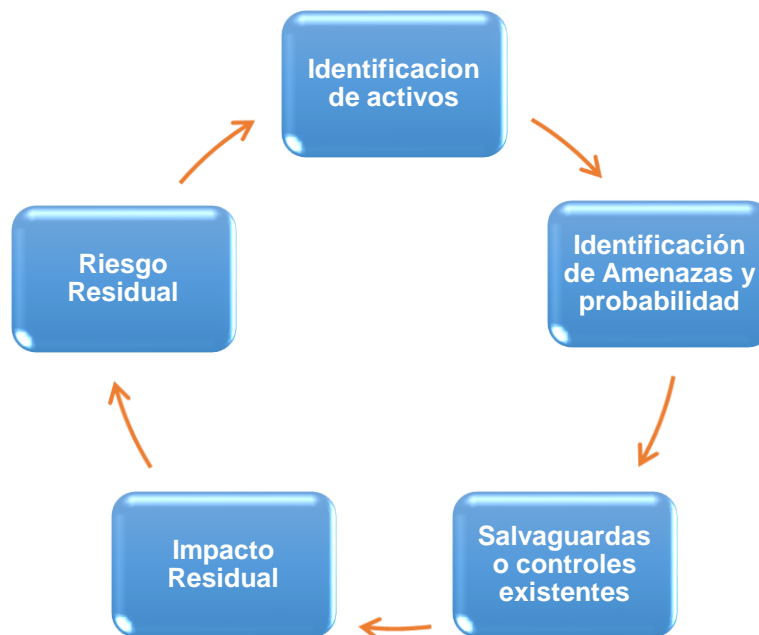 Identificacion
de activos
Identificación
de Amenazas y
probabilidad
Salvaguardas
o controles
existentes
Impacto
Residual
Riesgo
Residual